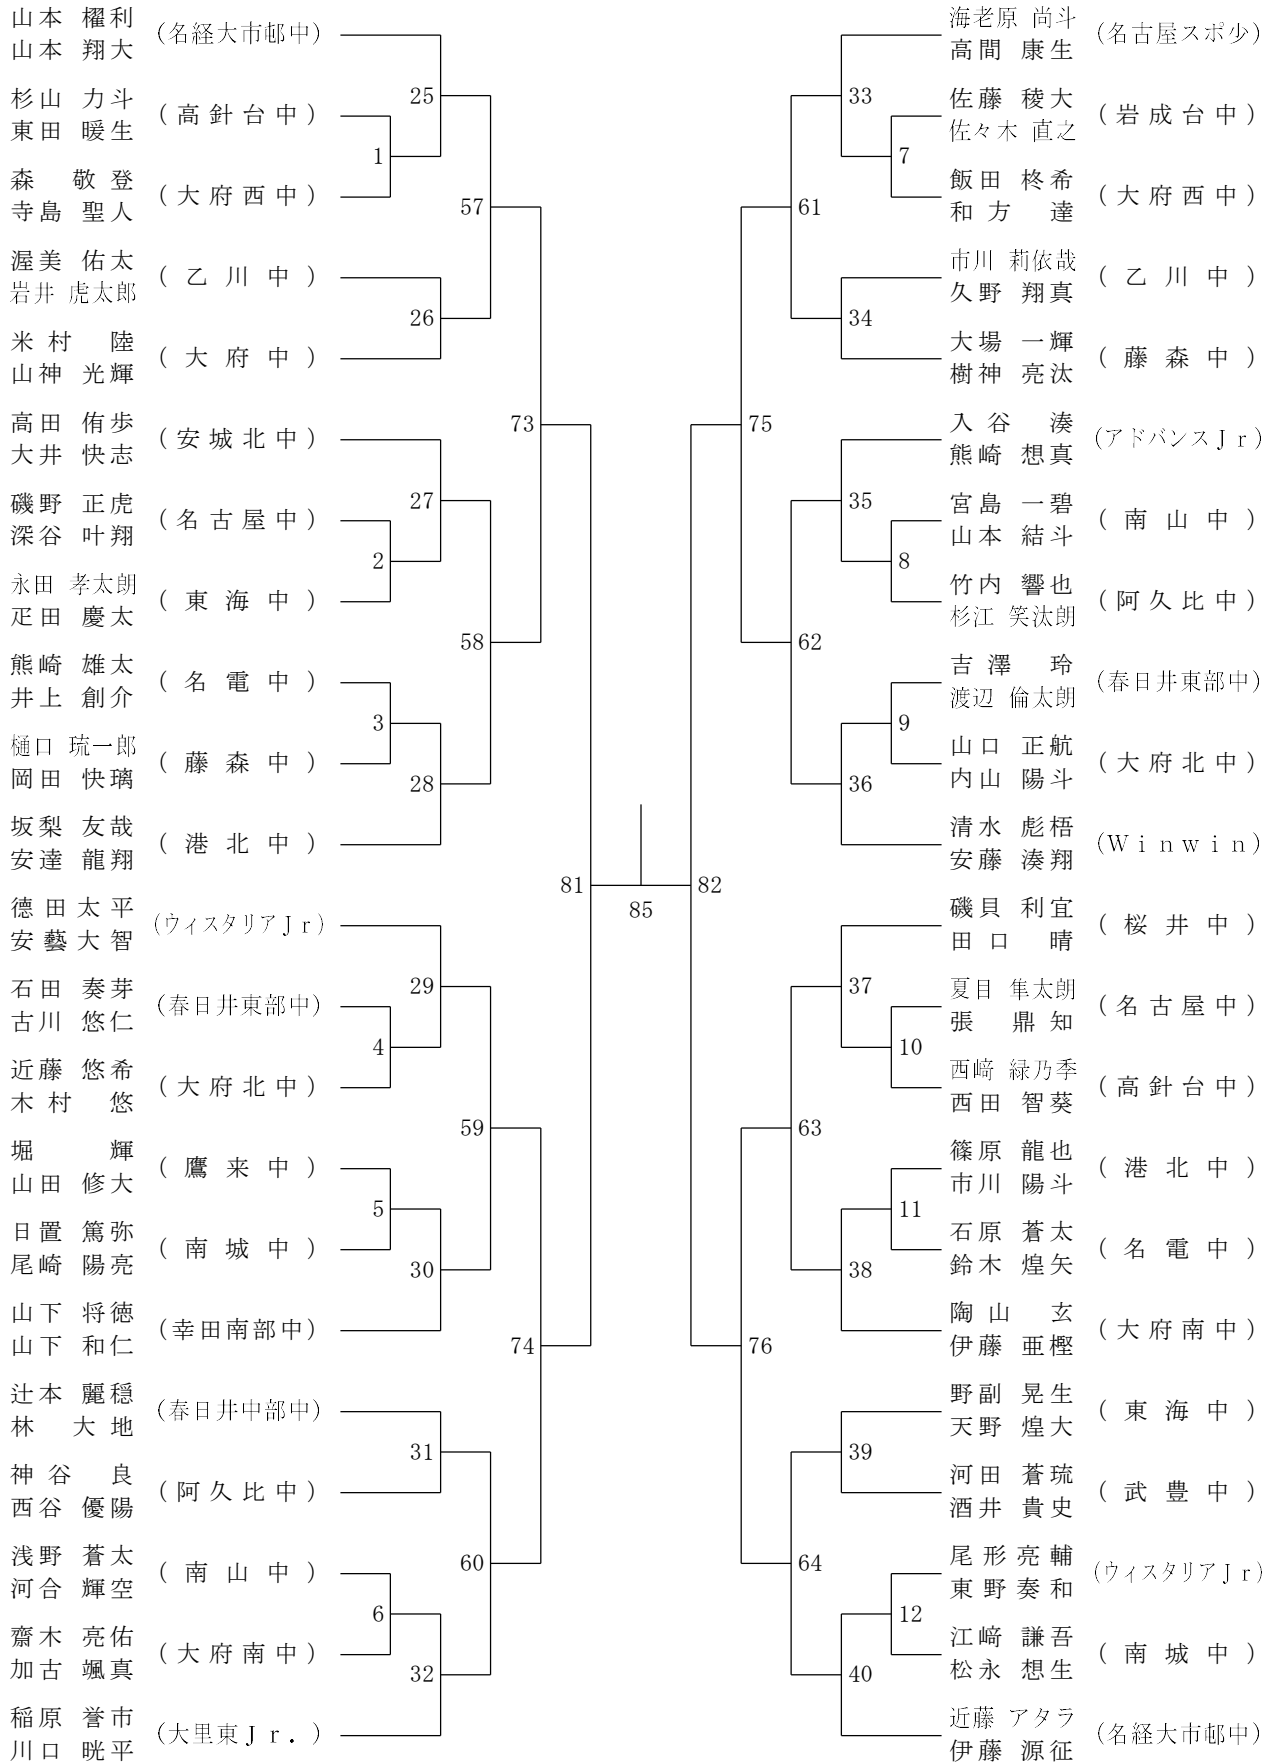 山本 櫂利
山本 翔大
(名経大市邨中)
杉山 力斗
東田 暖生
(高針台中)
森 敬登
寺島 聖人
(大府西中)
渥美 佑太
岩井 虎太郎
(乙川中)
米村 陸
山神 光輝
(大府中)
高田 侑歩
大井 快志
(安城北中)
磯野 正虎
深谷 叶翔
(名古屋中)
永田 孝太朗
疋田 慶太
(東海中)
熊崎 雄太
井上 創介
(名電中)
樋口 琉一郎
岡田 快璃
(藤森中)
坂梨 友哉
安達 龍翔
(港北中)
德田太平
安藝大智
(ウィスタリアJr)
石田 奏芽
古川 悠仁
(春日井東部中)
近藤 悠希
木村 悠
(大府北中)
堀 輝
山田 修大
(鷹来中)
日置 篤弥
尾崎 陽亮
(南城中)
山下 将徳
山下 和仁
(幸田南部中)
辻本 麗穏
林 大地
(春日井中部中)
神谷 良
西谷 優陽
(阿久比中)
浅野 蒼太
河合 輝空
(南山中)
齋木 亮佑
加古 颯真
(大府南中)
稲原 誉市
川口 晄平
(大里東Jr.)
1
2
3
4
5
6
25
26
27
28
29
30
31
32
57
58
59
60
73
74
81
85
82
75
76
61
62
63
64
33
34
35
36
37
38
39
40
7
8
9
10
11
12
海老原 尚斗
高間 康生
(名古屋スポ少)
佐藤 稜大
佐々木 直之
(岩成台中)
飯田 柊希
和方 達
(大府西中)
市川 莉依哉
久野 翔真
(乙川中)
大場 一輝
樹神 亮汰
(藤森中)
入谷 湊
熊崎 想真
(アドバンスJr)
宮島 一碧
山本 結斗
(南山中)
竹内 響也
杉江 笑汰朗
(阿久比中)
吉澤 玲
渡辺 倫太朗
(春日井東部中)
山口 正航
内山 陽斗
(大府北中)
清水 彪梧
安藤 湊翔
(Winwin)
磯貝 利宜
田口 晴
(桜井中)
夏目 隼太朗
張 鼎知
(名古屋中)
西﨑 緑乃季
西田 智葵
(高針台中)
篠原 龍也
市川 陽斗
(港北中)
石原 蒼太
鈴木 煌矢
(名電中)
陶山 玄
伊藤 亜樫
(大府南中)
野副 晃生
天野 煌大
(東海中)
河田 蒼琉
酒井 貴史
(武豊中)
尾形亮輔
東野奏和
(ウィスタリアJr)
江﨑 謙吾
松永 想生
(南城中)
近藤 アタラ
伊藤 源征
(名経大市邨中)